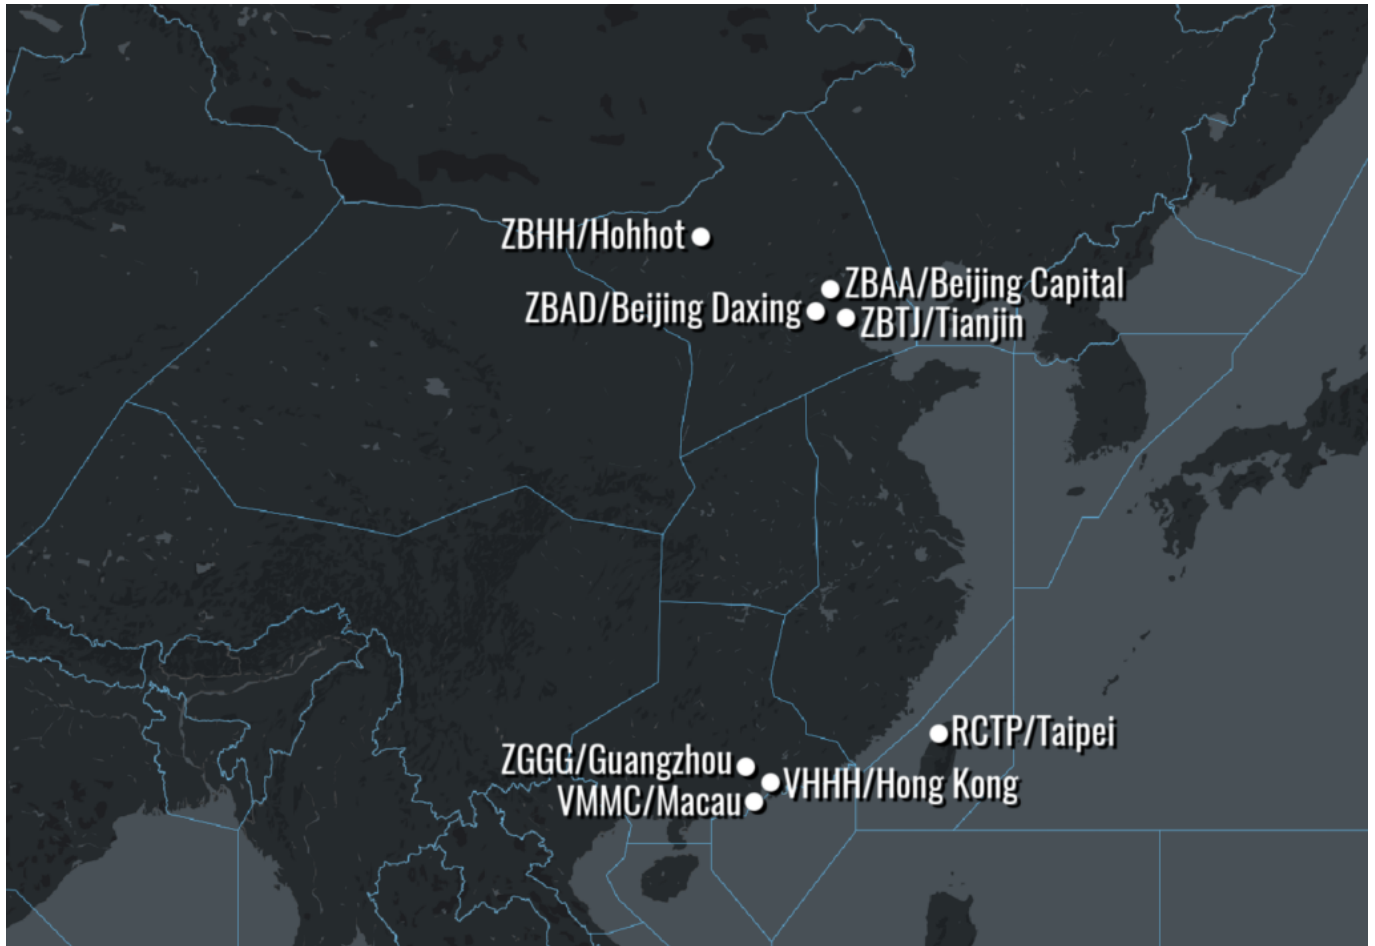 ZBHH/Hohhot
ZBAA/Beijing Capital
ZBAD/Beijing Daxing
ZBTJ/Tianjin
RCTP/Taipei
ZGGG/Guangzhou
VHHH/Hong Kong
VMMC/Macau